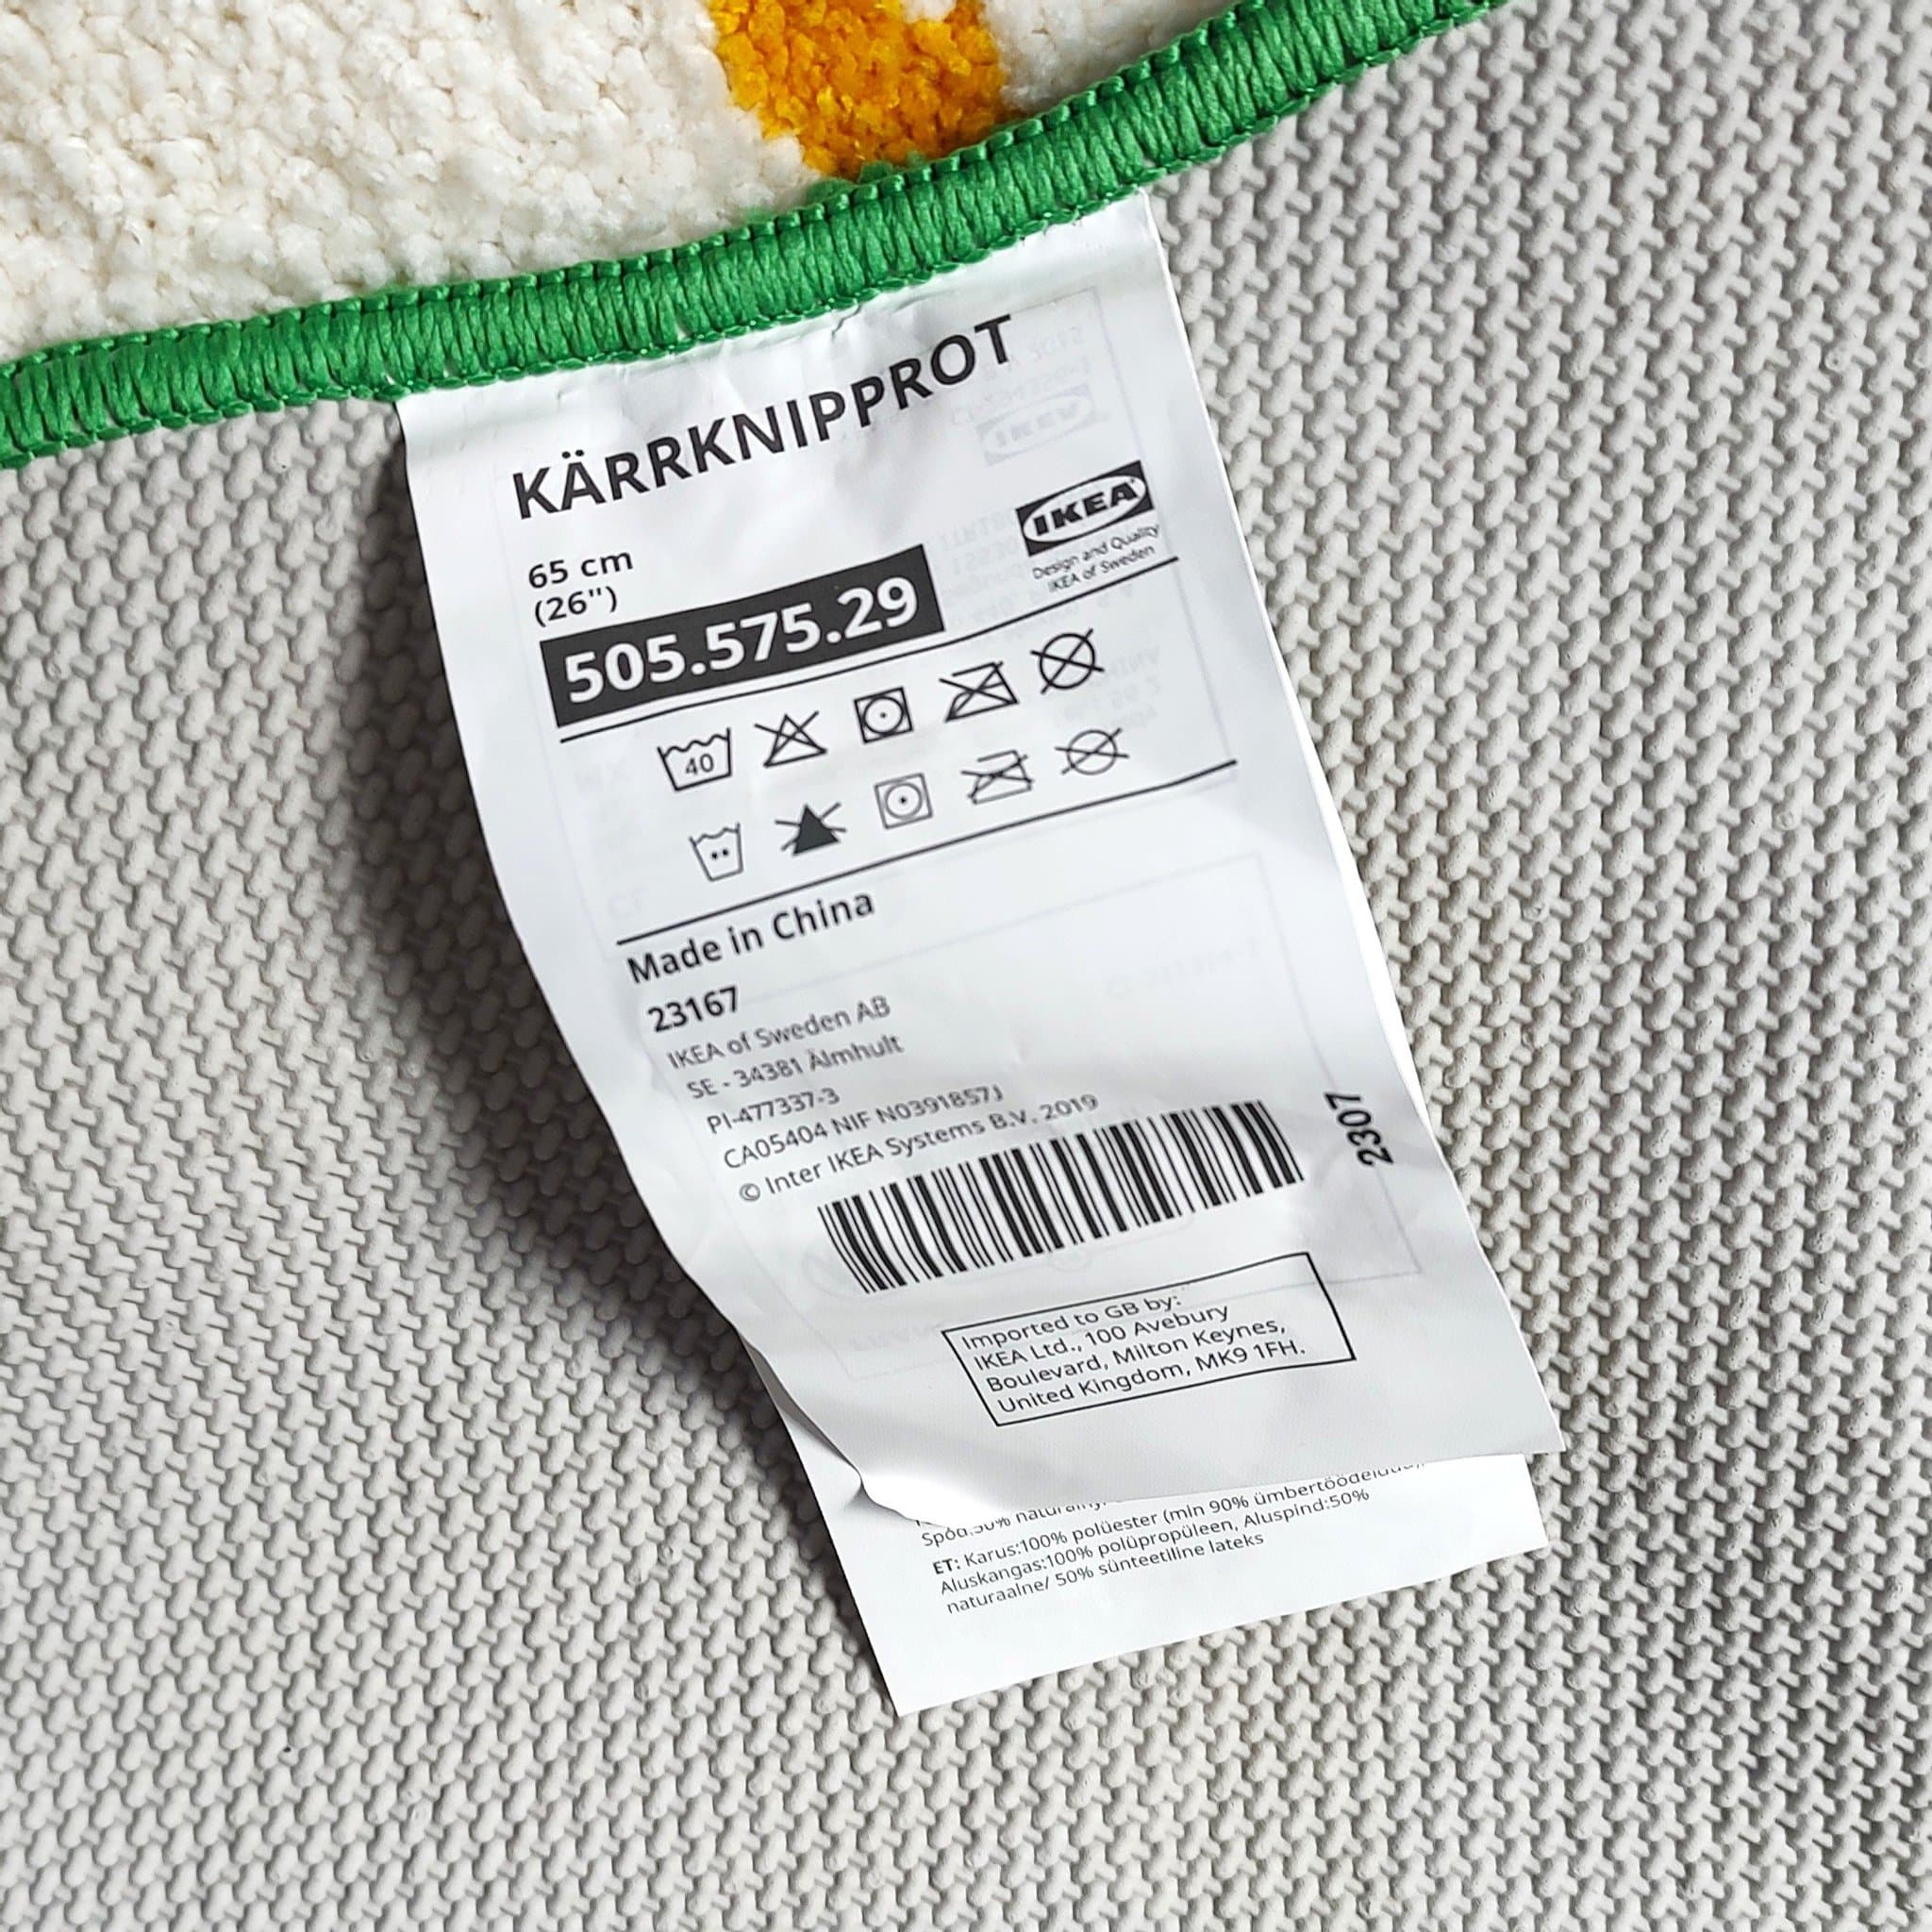 KÄRRKNIPPROT
65 cm
(26")
IKEA
Design and Quality
IKEA of Sweden
505.575.29
40
Made in China
23167
IKEA of Sweden AB
SE - 34381 Älmhult
PI-477337-3
CA05404 NIF N0391857J
© Inter IKEA Systems B.V. 2019
2307
Imported to GB by:
IKEA Ltd., 100 Avebury
Boulevard, Milton Keynes,
United Kingdom, MK9 1FH.
Spód:50%
ET: Karus:100% polüester (min 90% ümbertöödeldud),
Aluskangas:100% polüpropüleen, Aluspind:50%
naturaalne/ 50% sünteetiline lateks